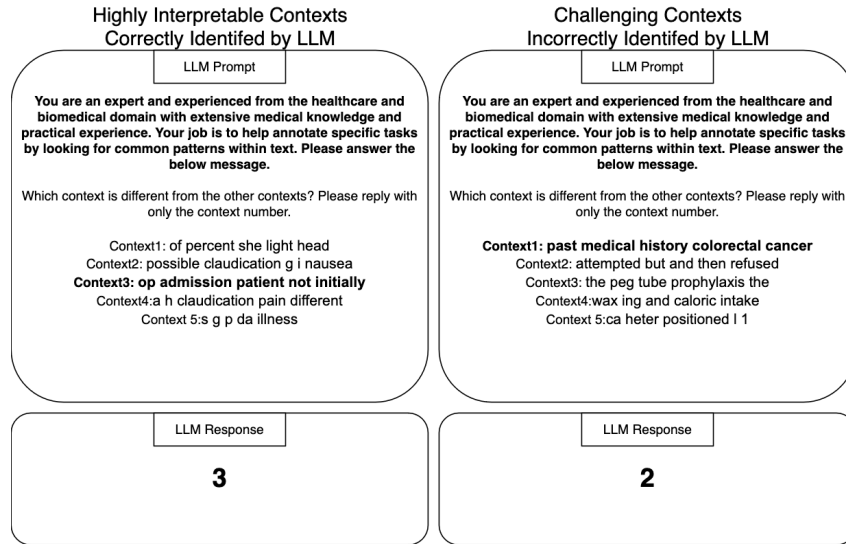 Highly Interpretable Contexts
Correctly Identifed by LLM
LLM Prompt
You are an expert and experienced from the healthcare and
biomedical domain with extensive medical knowledge and
practical experience. Your job is to help annotate specific tasks
by looking for common patterns within text. Please answer the
below message.
Which context is different from the other contexts? Please reply with
only the context number.
Context1: of percent she light head
Context2: possible claudication g i nausea
Context3: op admission patient not initially
Context4:a h claudication pain different
Context 5:s g p da illness
LLM Response
3
Challenging Contexts
Incorrectly Identifed by LLM
LLM Prompt
You are an expert and experienced from the healthcare and
biomedical domain with extensive medical knowledge and
practical experience. Your job is to help annotate specific tasks
by looking for common patterns within text. Please answer the
below message.
Which context is different from the other contexts? Please reply with
only the context number.
Context1: past medical history colorectal cancer
Context2: attempted but and then refused
Context3: the peg tube prophylaxis the
Context4:wax ing and caloric intake
Context 5:ca heter positioned l 1
LLM Response
2